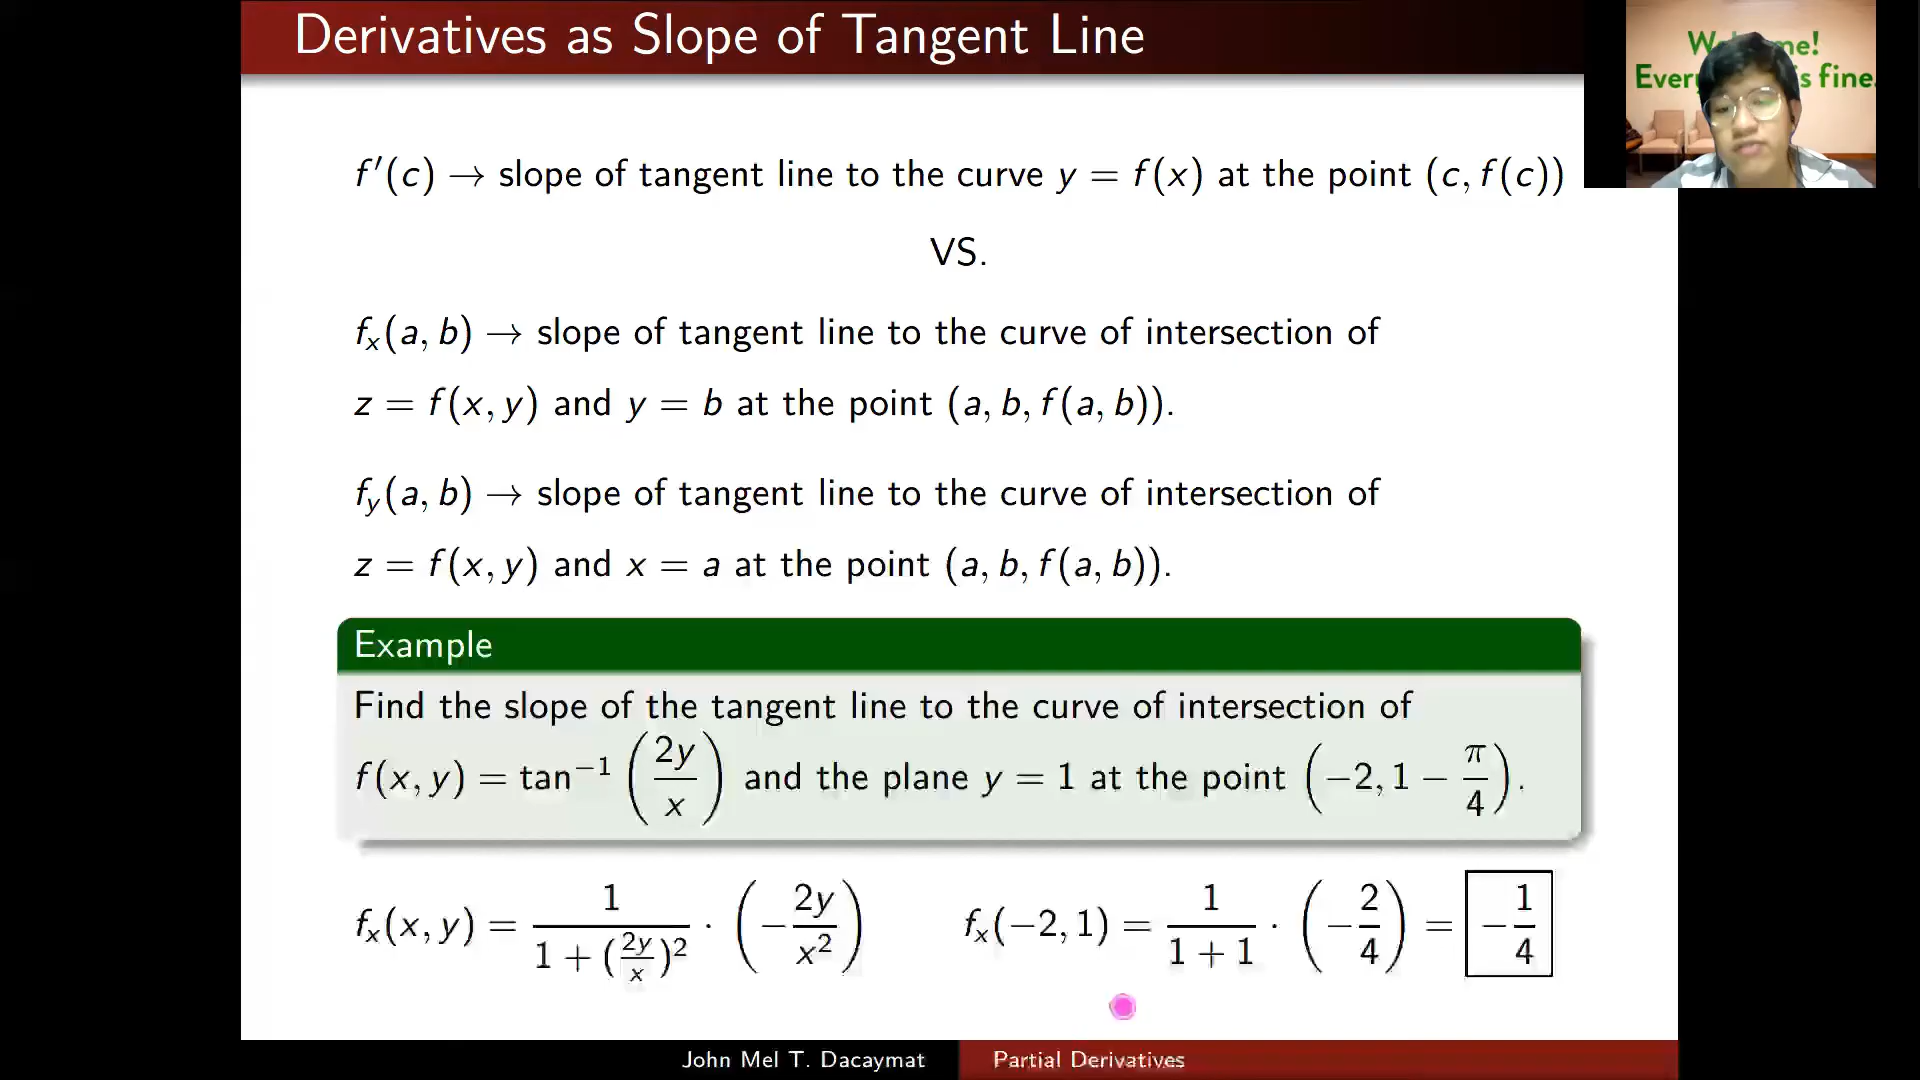 Derivatives as Slope of Tangent Line
f′(c) → slope of tangent line to the curve y = f(x) at the point (c, f(c))
VS.
fₓ(a, b) → slope of tangent line to the curve of intersection of
z = f(x, y) and y = b at the point (a, b, f(a, b)).
f_y(a, b) → slope of tangent line to the curve of intersection of
z = f(x, y) and x = a at the point (a, b, f(a, b)).
Example
Find the slope of the tangent line to the curve of intersection of
f(x, y) = tan⁻¹ (2y/x) and the plane y = 1 at the point (−2, 1 − π/4).
fₓ(x, y) = 1/(1 + (2y/x)²) · (−2y/x²)    fₓ(−2, 1) = 1/(1 + 1) · (−2/4) = −1/4
John Mel T. Dacaymat    Partial Derivatives
is fine.